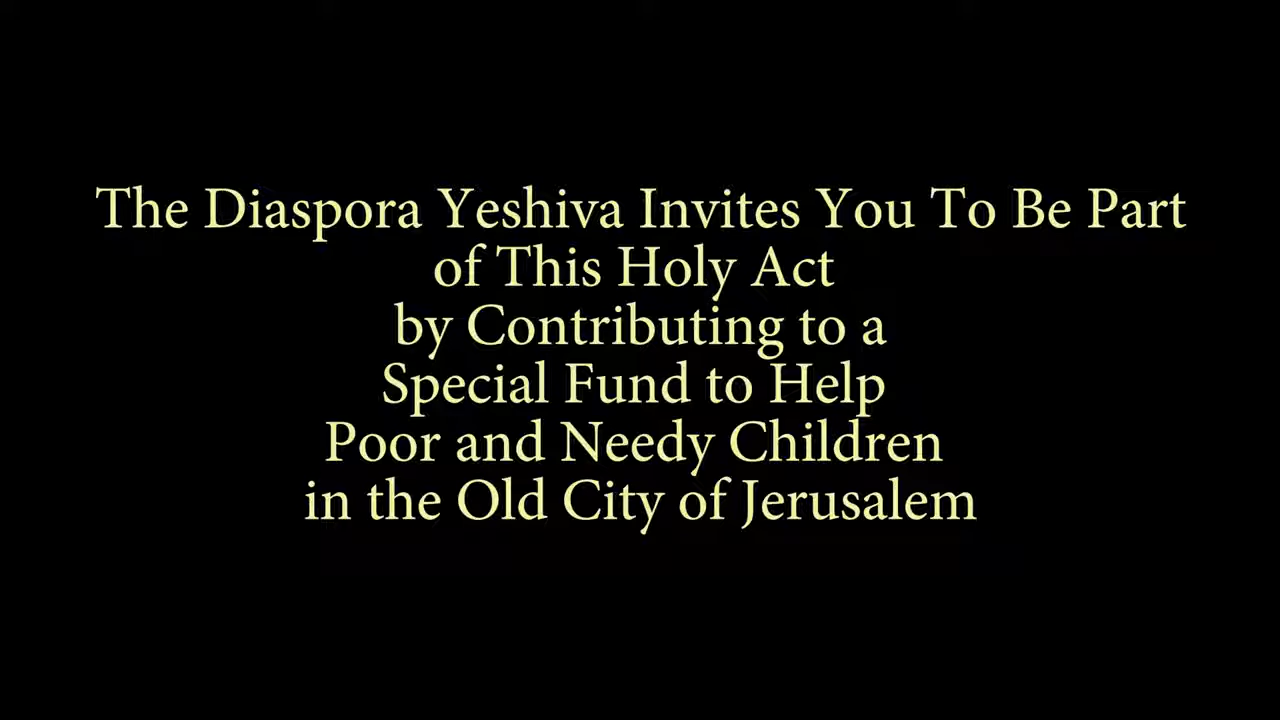 The Diaspora Yeshiva Invites You To Be Part
of This Holy Act
by Contributing to a
Special Fund to Help
Poor and Needy Children
in the Old City of Jerusalem